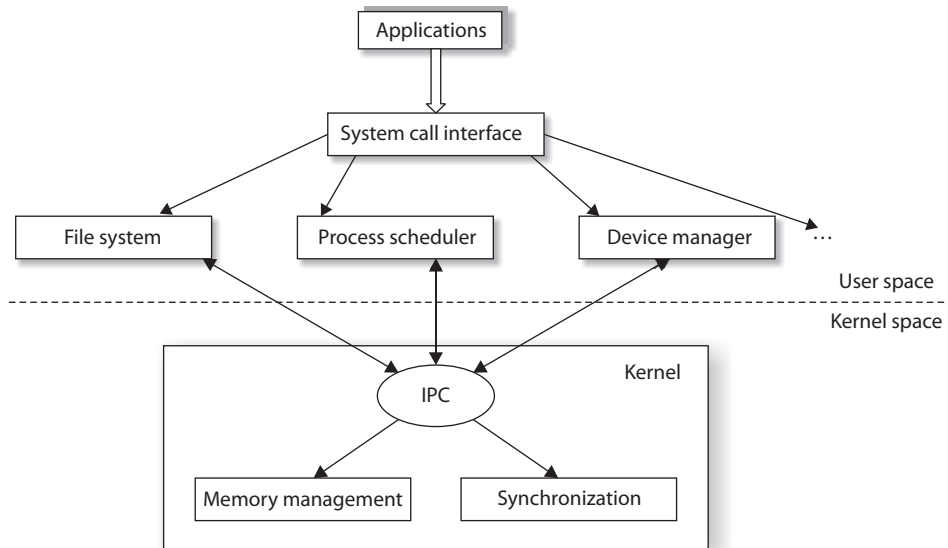 Applications
System call interface
File system
Process scheduler
Device manager
...
User space
Kernel space
Kernel
IPC
Memory management
Synchronization